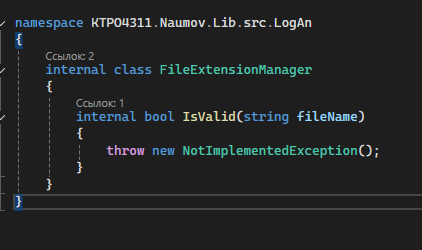 namespace КТРО4311.Naumov.Lib.src.LogAn
{
Ссылок: 2
internal class FileExtensionManager
{
Ссылок: 1
internal bool IsValid(string fileName)
{
throw new NotImplementedException();
}
}
}